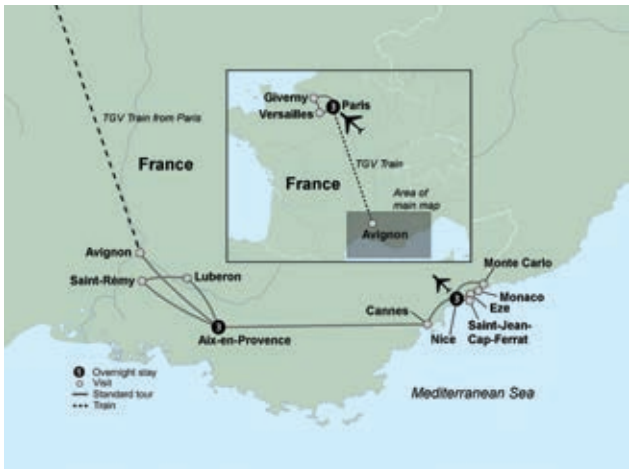 Giverny
3
Paris
Versailles
TGV Train from Paris
TGV Train
France
France
Area of
main map
Avignon
Avignon
Saint-Rémy
Luberon
Monte Carlo
Monaco
Eze
Cannes
3
Saint-Jean-
Cap-Ferrat
Nice
3
Aix-en-Provence
Overnight stay
Visit
Standard tour
Train
Mediterranean Sea